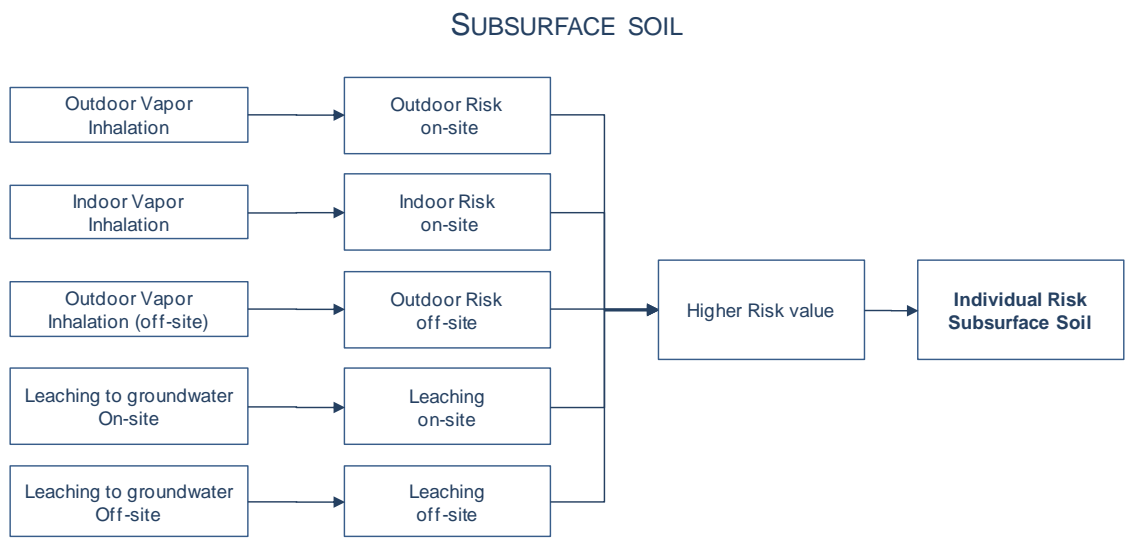 SUBSURFACE SOIL
Outdoor Vapor
Inhalation
Outdoor Risk
on-site
Indoor Vapor
Inhalation
Indoor Risk
on-site
Outdoor Vapor
Inhalation (off-site)
Outdoor Risk
off-site
Leaching to groundwater
On-site
Leaching
on-site
Leaching to groundwater
Off-site
Leaching
off-site
Higher Risk value
Individual Risk
Subsurface Soil